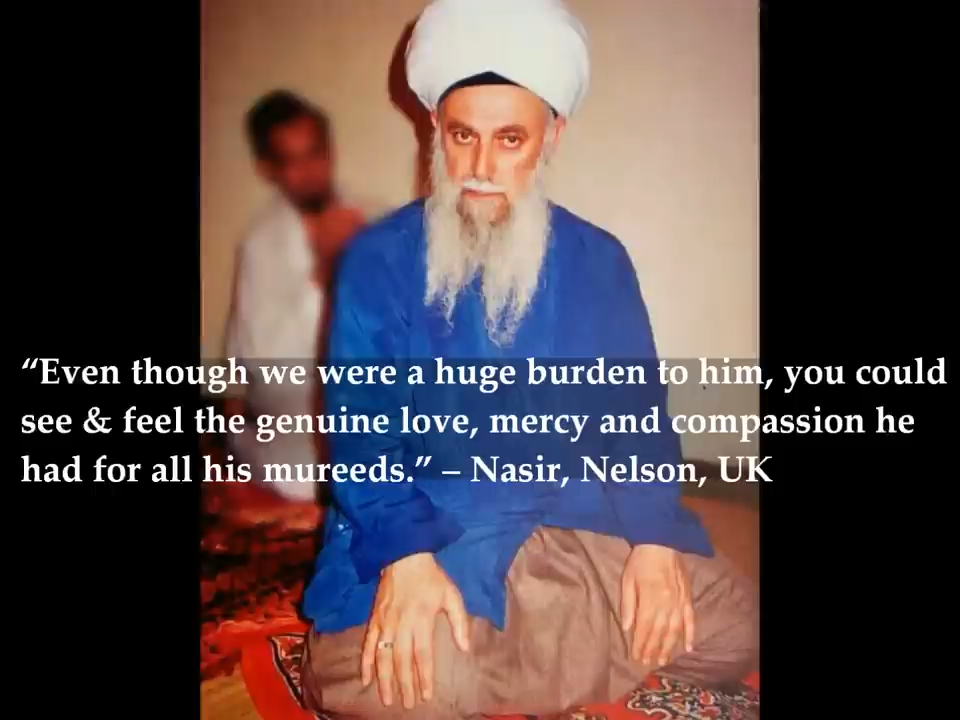 “Even though we were a huge burden to him, you could
see & feel the genuine love, mercy and compassion he
had for all his mureeds.” – Nasir, Nelson, UK